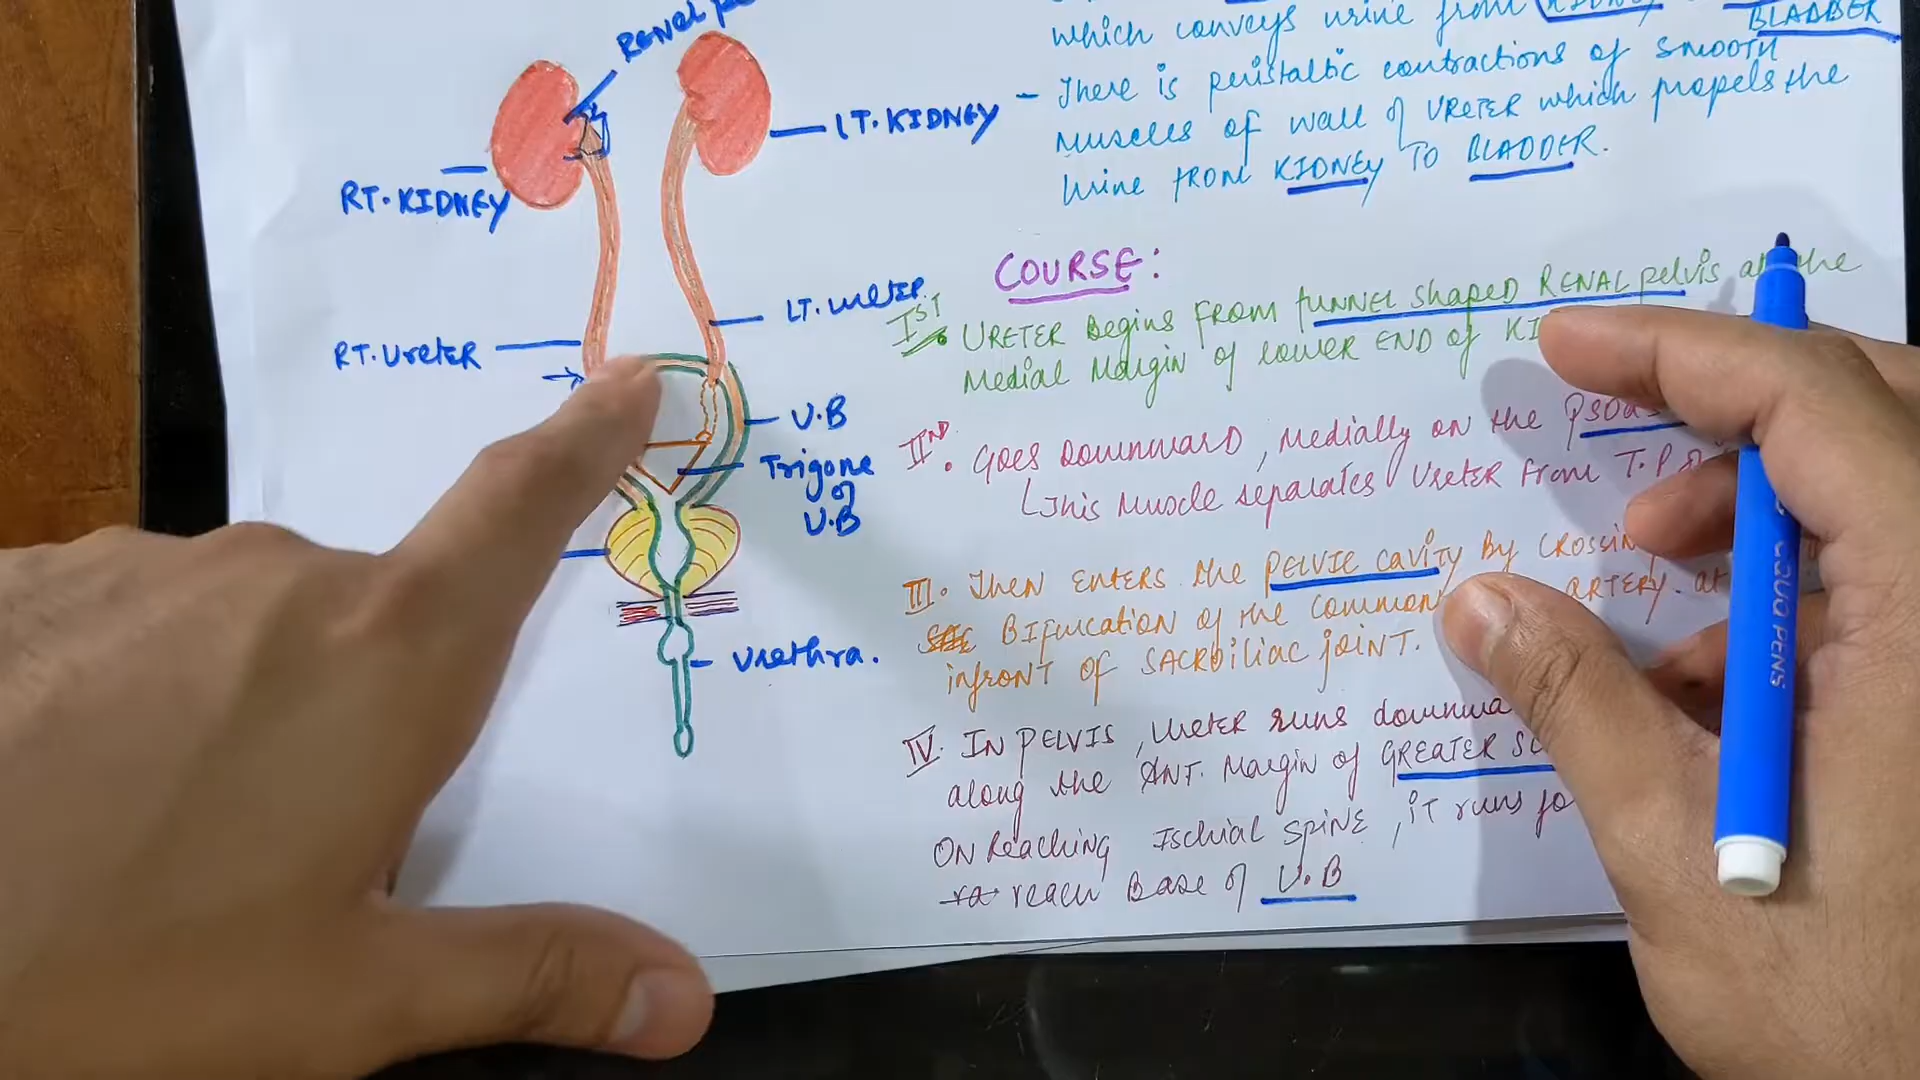 RENAL
LT. KIDNEY
RT. KIDNEY
LT. ureter
RT. Ureter
U.B
Trigone
of
U.B
urethra.
which conveys urine from KIDNEY
BLADDER
- There is peristaltic contractions of smooth
muscles of wall of URETER which propels the
urine from KIDNEY TO BLADDER.
COURSE:
IST URETER Begins From funnel shaped RENAL pelvis at the
Medial Margin of lower END of
IIND. Goes Downward, Medially on the Psoas
(This muscle separates Ureter from T.P
III. Then enters the PELVIC cavity By crossin
Bifurcation of the common ARTERY. at
infront of SACROiliac joint.
IV. IN PELVIS, ureter runs downwa
along the ANT. Margin of GREATER
ON Reaching Ischial Spine, it runs
reach Base of U.B
PENS